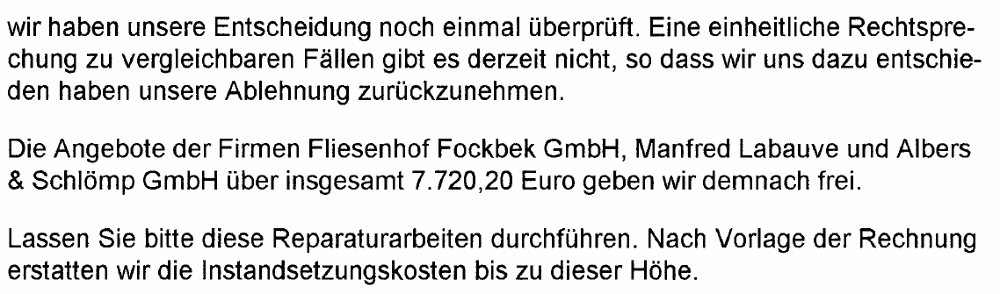 wir haben unsere Entscheidung noch einmal überprüft. Eine einheitliche Rechtspre-
chung zu vergleichbaren Fällen gibt es derzeit nicht, so dass wir uns dazu entschie-
den haben unsere Ablehnung zurückzunehmen.
Die Angebote der Firmen Fliesenhof Fockbek GmbH, Manfred Labauve und Albers
& Schlömp GmbH über insgesamt 7.720,20 Euro geben wir demnach frei.
Lassen Sie bitte diese Reparaturarbeiten durchführen. Nach Vorlage der Rechnung
erstatten wir die Instandsetzungskosten bis zu dieser Höhe.